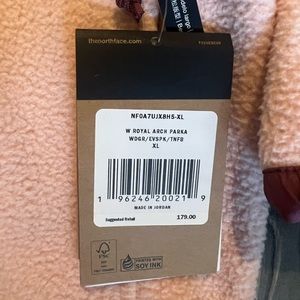 thenorthface.com
NF0A7UJX8H5-XL
W ROYAL ARCH PARKA
WDGR/EVSPK/TNFB
XL
1 96246 20021 9
MADE IN JORDAN
Suggested Retail 179.00
FSC
PRINTED WITH
SOY INK